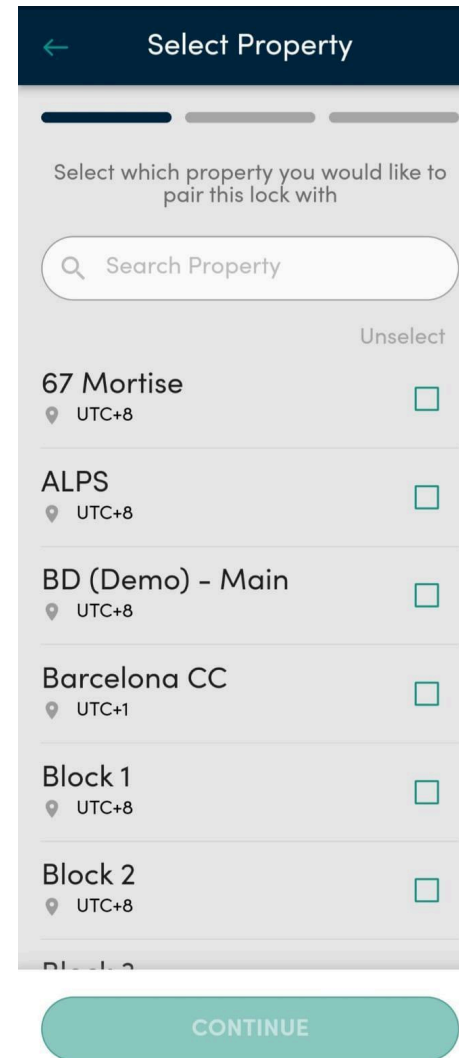 Select Property
Select which property you would like to
pair this lock with
Search Property
Unselect
67 Mortise
UTC+8
ALPS
UTC+8
BD (Demo) - Main
UTC+8
Barcelona CC
UTC+1
Block 1
UTC+8
Block 2
UTC+8
CONTINUE